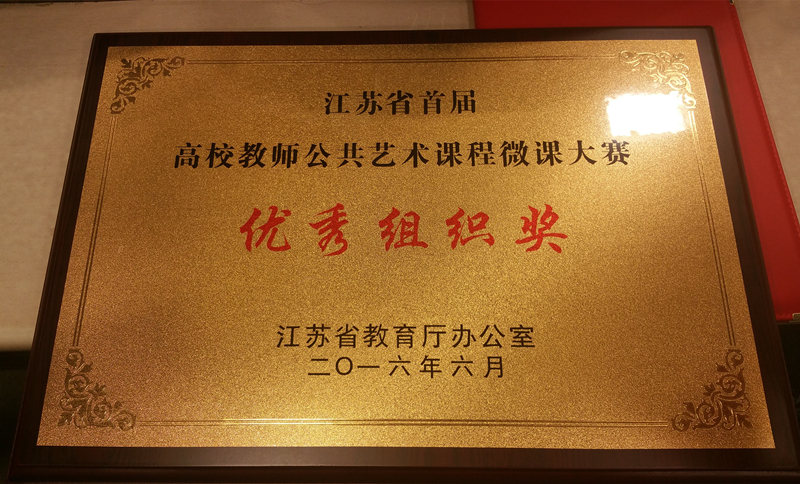 江苏省首届
高校教师公共艺术课程微课大赛
优秀组织奖
江苏省教育厅办公室
二〇一六年六月